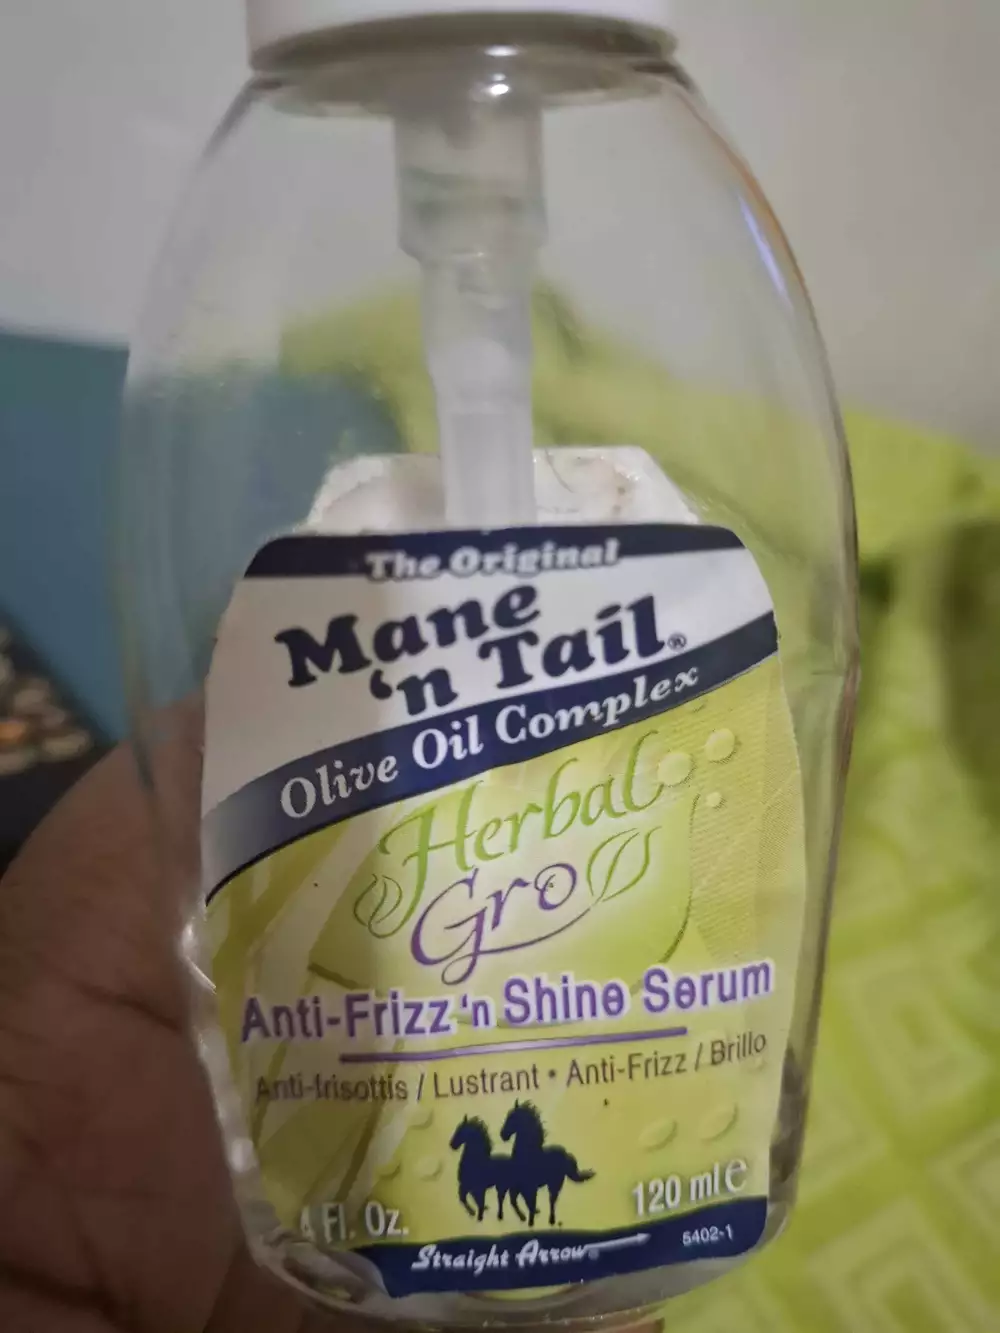 The Original
Mane
'n Tail®
Olive Oil Complex
Herbal
Gro
Anti-Frizz 'n Shine Serum
Anti-frisottis / Lustrant • Anti-Frizz / Brillo
4 Fl. Oz.
120 ml e
Straight Arrow®
5402-1